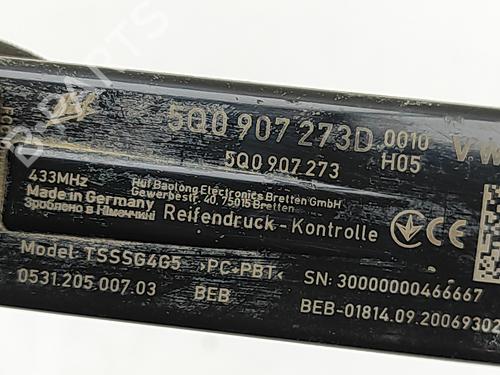 5Q0 907 273D 0010 VW
5Q0 907 273 H05
433MHz
Made in Germany
Зроблено в Німеччині
Huf Baolong Electronics Bretten GmbH
Gewerbestr. 40, 75015 Bretten
Reifendruck-Kontrolle
Model TSSSG4G5 >PC+PBT< SN: 30000000466667
0531.205.007.03 BEB BEB-01814.09.20069302
B-PARTS